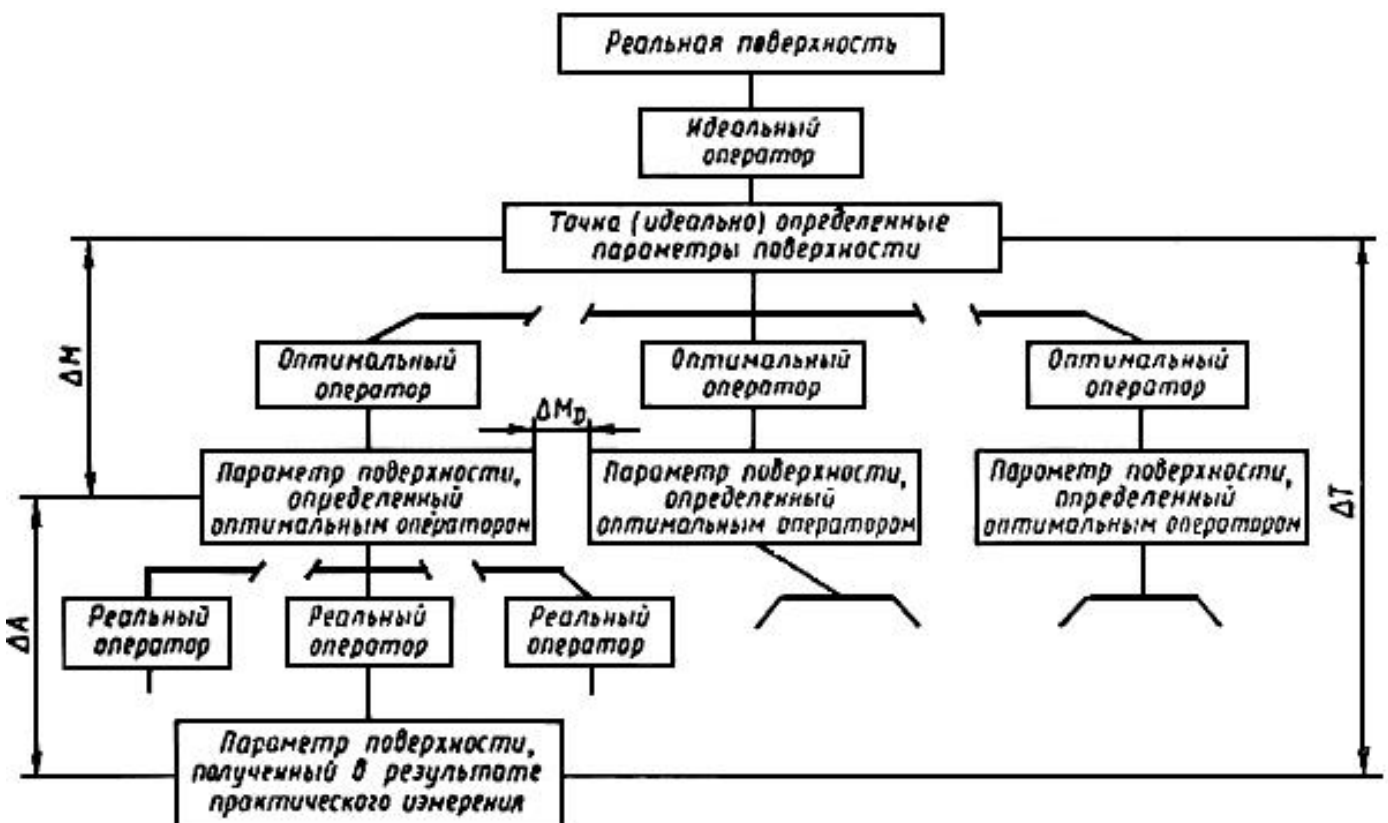 Реальная поверхность
Идеальный
оператор
Точка (идеально) определенные
параметры поверхности
ΔM
Оптимальный
оператор
Оптимальный
оператор
Оптимальный
оператор
ΔM_D
Параметр поверхности,
определенный
оптимальным оператором
Параметр поверхности,
определенный
оптимальным оператором
Параметр поверхности,
определенный
оптимальным оператором
ΔT
ΔA
Реальный
оператор
Реальный
оператор
Реальный
оператор
Параметр поверхности,
полученный в результате
практического измерения